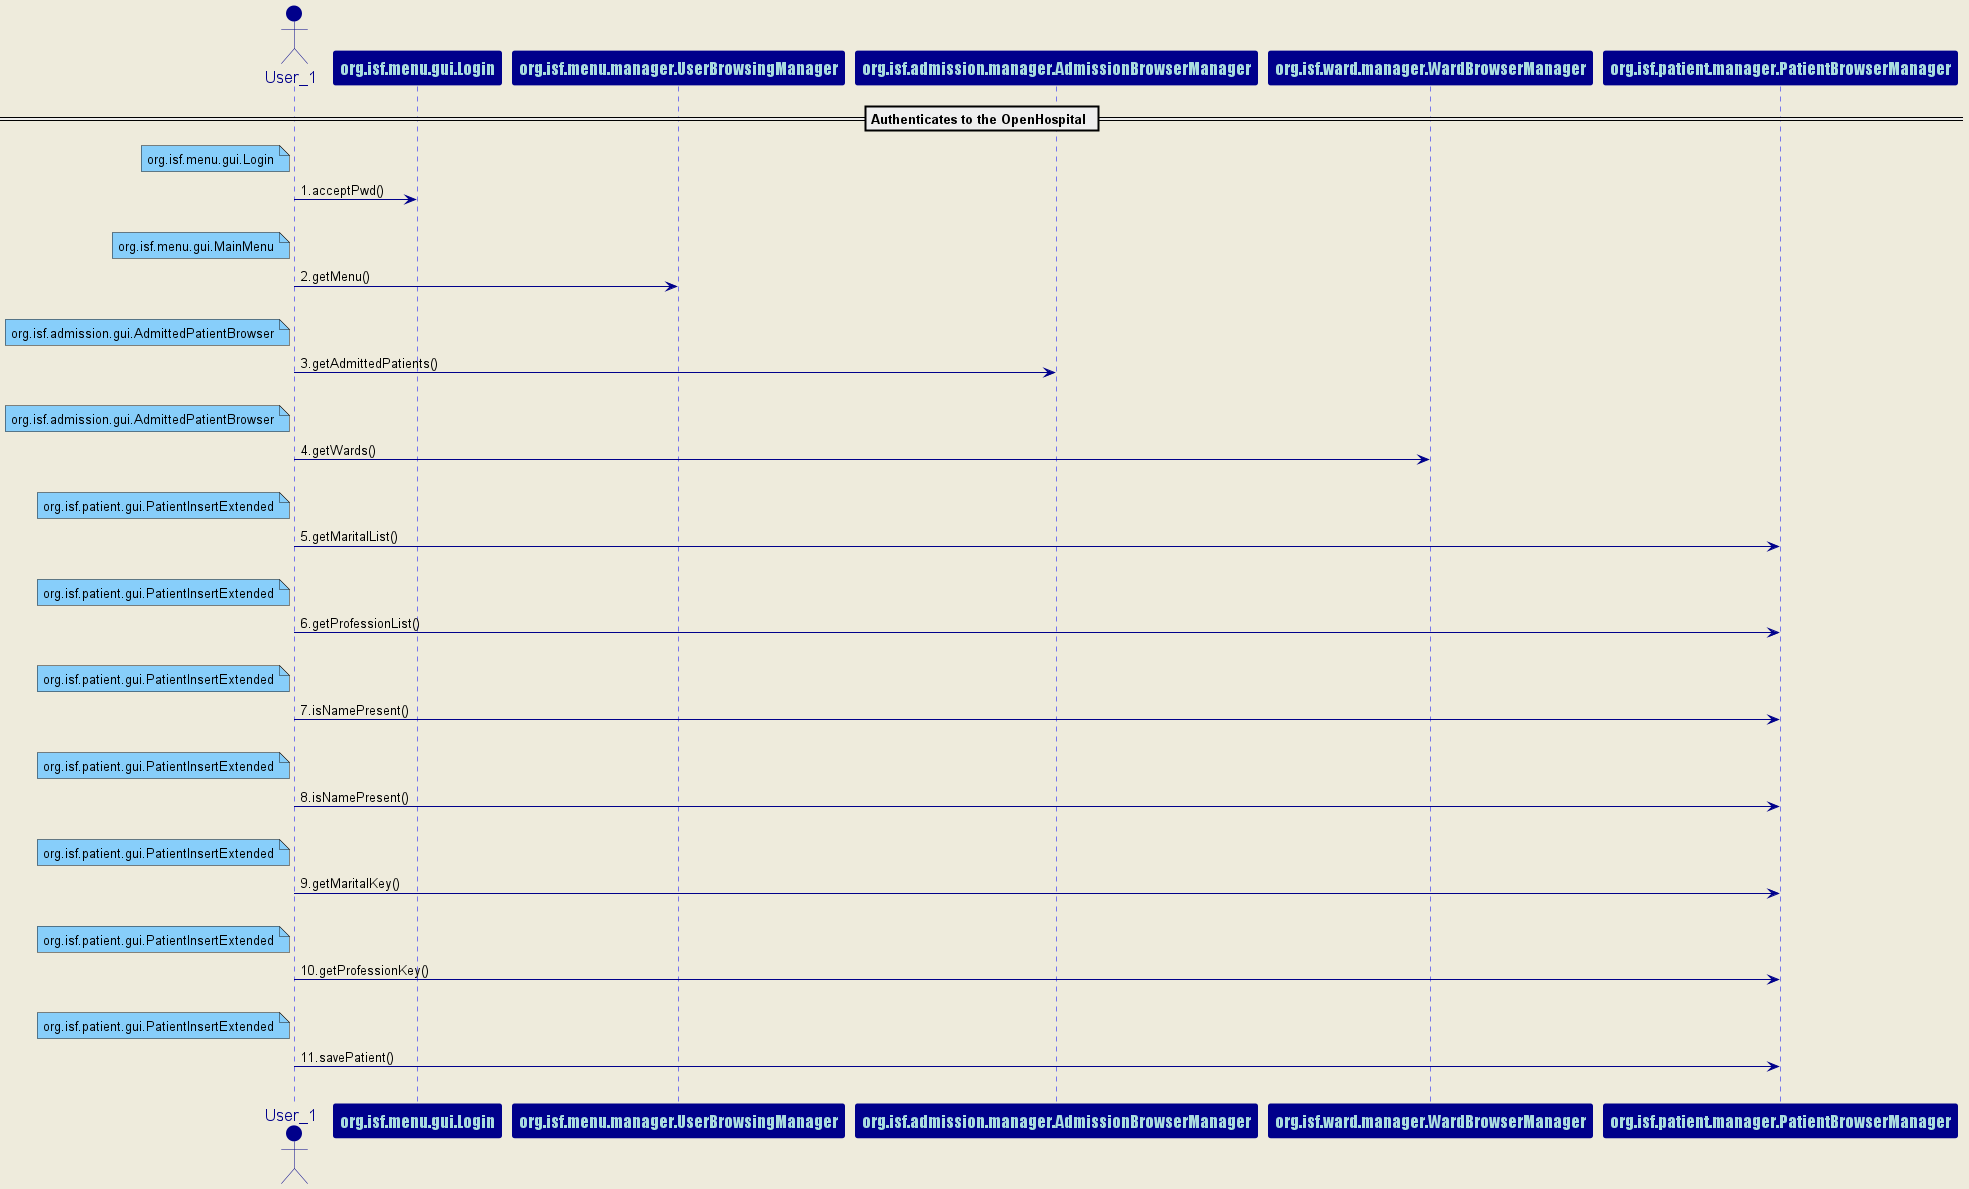 User_1
org.isf.menu.gui.Login
org.isf.menu.manager.UserBrowsingManager
org.isf.admission.manager.AdmissionBrowserManager
org.isf.ward.manager.WardBrowserManager
org.isf.patient.manager.PatientBrowserManager
Authenticates to the OpenHospital
org.isf.menu.gui.Login
1.acceptPwd()
org.isf.menu.gui.MainMenu
2.getMenu()
org.isf.admission.gui.AdmittedPatientBrowser
3.getAdmittedPatients()
org.isf.admission.gui.AdmittedPatientBrowser
4.getWards()
org.isf.patient.gui.PatientInsertExtended
5.getMaritalList()
org.isf.patient.gui.PatientInsertExtended
6.getProfessionList()
org.isf.patient.gui.PatientInsertExtended
7.isNamePresent()
org.isf.patient.gui.PatientInsertExtended
8.isNamePresent()
org.isf.patient.gui.PatientInsertExtended
9.getMaritalKey()
org.isf.patient.gui.PatientInsertExtended
10.getProfessionKey()
org.isf.patient.gui.PatientInsertExtended
11.savePatient()
User_1
org.isf.menu.gui.Login
org.isf.menu.manager.UserBrowsingManager
org.isf.admission.manager.AdmissionBrowserManager
org.isf.ward.manager.WardBrowserManager
org.isf.patient.manager.PatientBrowserManager